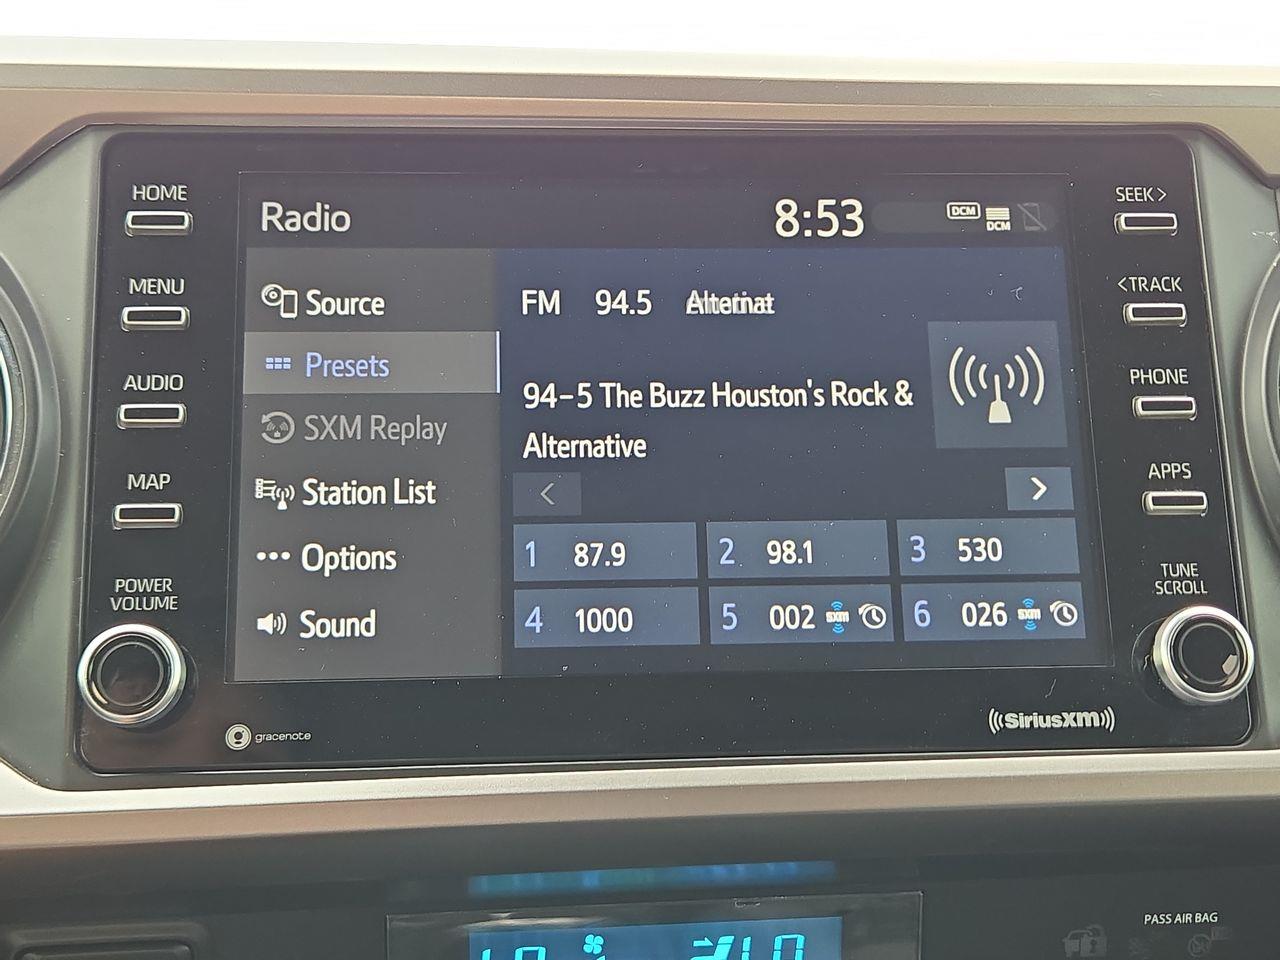 HOME
MENU
AUDIO
MAP
POWER
VOLUME
Radio
8:53
DCM
DCM
Source
Presets
SXM Replay
Station List
Options
Sound
FM 94.5
94-5 The Buzz Houston's Rock &
Alternative
<
>
1 87.9
2 98.1
3 530
4 1000
5 002 SXM
6 026 SXM
SEEK >
< TRACK
PHONE
APPS
TUNE
SCROLL
gracenote
((SiriusXM))
PASS AIR BAG